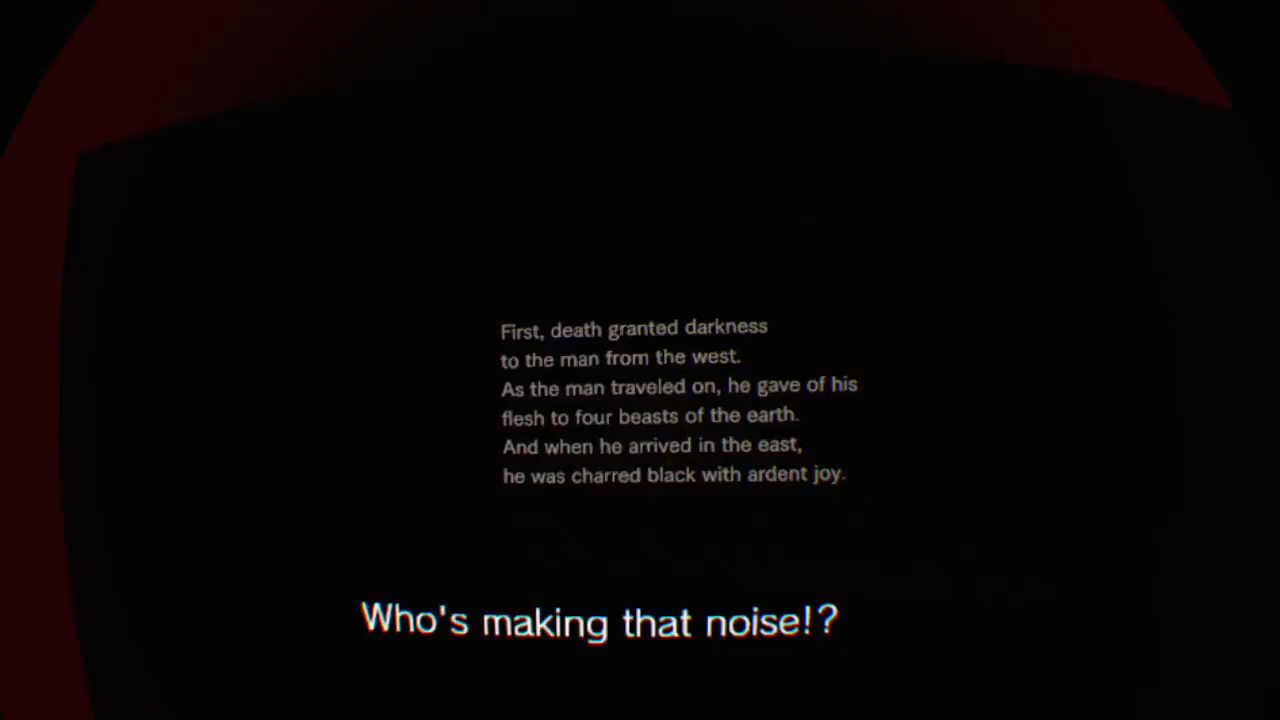 First, death granted darkness
to the man from the west.
As the man traveled on, he gave of his
flesh to four beasts of the earth.
And when he arrived in the east,
he was charred black with ardent joy.
Who's making that noise!?